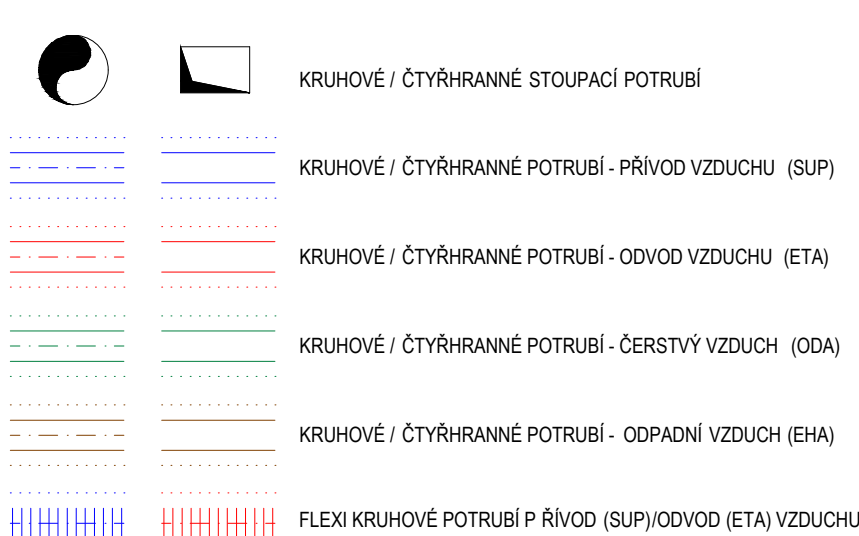 KRUHOVÉ / ČTYŘHRANNÉ STOUPACÍ POTRUBÍ
KRUHOVÉ / ČTYŘHRANNÉ POTRUBÍ - PŘÍVOD VZDUCHU (SUP)
KRUHOVÉ / ČTYŘHRANNÉ POTRUBÍ - ODVOD VZDUCHU (ETA)
KRUHOVÉ / ČTYŘHRANNÉ POTRUBÍ - ČERSTVÝ VZDUCH (ODA)
KRUHOVÉ / ČTYŘHRANNÉ POTRUBÍ - ODPADNÍ VZDUCH (EHA)
FLEXI KRUHOVÉ POTRUBÍ P ŘÍVOD (SUP)/ODVOD (ETA) VZDUCHU